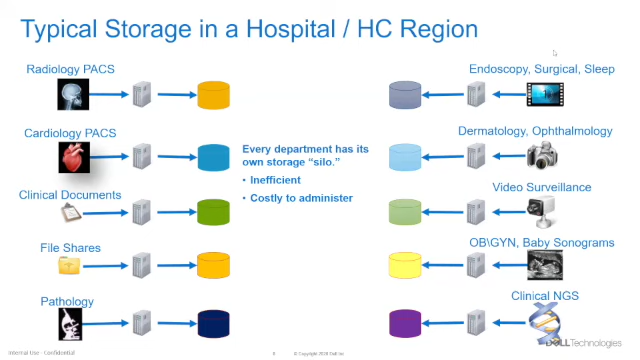 Typical Storage in a Hospital / HC Region
Radiology PACS
Endoscopy, Surgical, Sleep
Cardiology PACS
Dermatology, Ophthalmology
Every department has its
own storage “silo.”
• Inefficient
• Costly to administer
Clinical Documents
Video Surveillance
File Shares
OB\GYN, Baby Sonograms
Pathology
Clinical NGS
Internal Use - Confidential
© Copyright 2020 Dell Inc.
DELLTechnologies